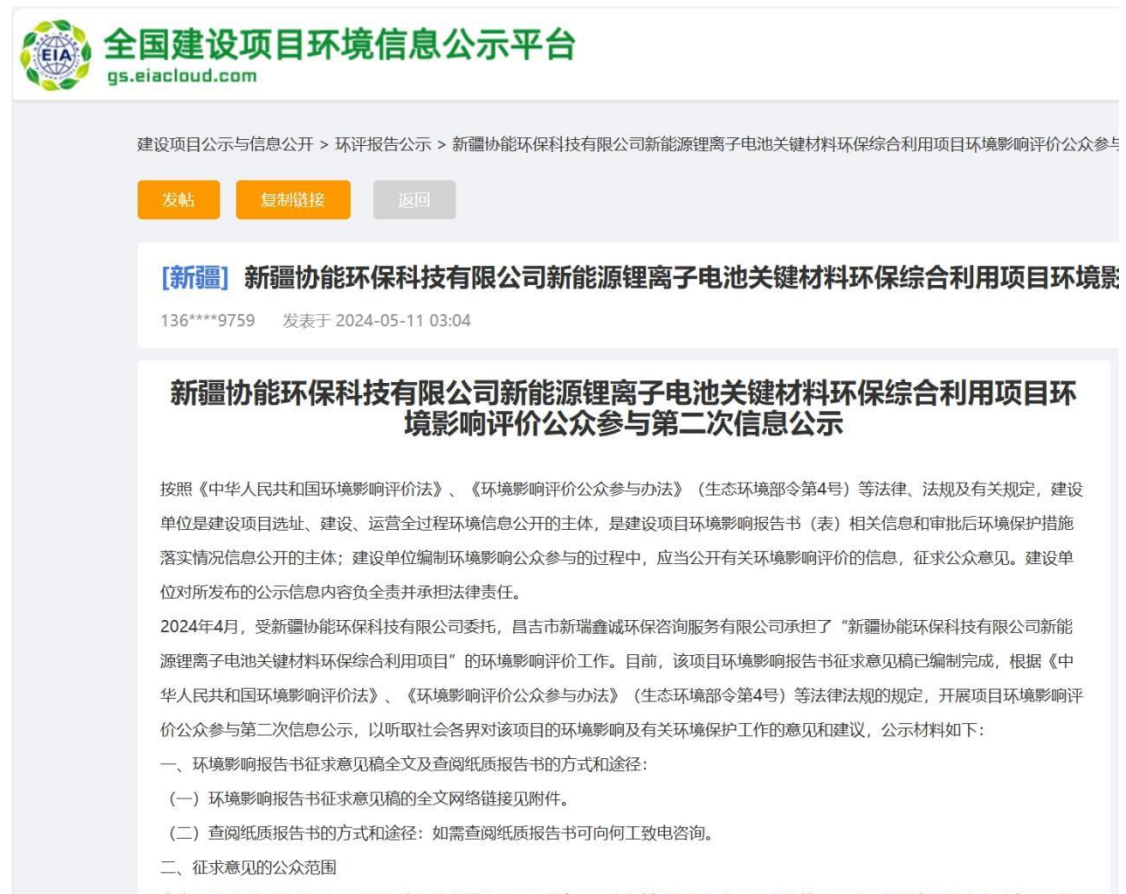 EIA
全国建设项目环境信息公示平台
gs.eiacloud.com
建设项目公示与信息公开 > 环评报告公示 > 新疆协能环保科技有限公司新能源锂离子电池关键材料环保综合利用项目环境影响评价公众参与
发帖 复制链接 返回
[新疆] 新疆协能环保科技有限公司新能源锂离子电池关键材料环保综合利用项目环境影
136****9759 发表于 2024-05-11 03:04
新疆协能环保科技有限公司新能源锂离子电池关键材料环保综合利用项目环
境影响评价公众参与第二次信息公示
按照《中华人民共和国环境影响评价法》、《环境影响评价公众参与办法》（生态环境部令第4号）等法律、法规及有关规定，建设
单位是建设项目选址、建设、运营全过程环境信息公开的主体，是建设项目环境影响报告书（表）相关信息和审批后环境保护措施
落实情况信息公开的主体；建设单位编制环境影响公众参与的过程中，应当公开有关环境影响评价的信息，征求公众意见。建设单
位对所发布的公示信息内容负全责并承担法律责任。
2024年4月，受新疆协能环保科技有限公司委托，昌吉市新瑞鑫诚环保咨询服务有限公司承担了“新疆协能环保科技有限公司新能
源锂离子电池关键材料环保综合利用项目”的环境影响评价工作。目前，该项目环境影响报告书征求意见稿已编制完成，根据《中
华人民共和国环境影响评价法》、《环境影响评价公众参与办法》（生态环境部令第4号）等法律法规的规定，开展项目环境影响评
价公众参与第二次信息公示，以听取社会各界对该项目的环境影响及有关环境保护工作的意见和建议，公示材料如下：
一、环境影响报告书征求意见稿全文及查阅纸质报告书的方式和途径：
（一）环境影响报告书征求意见稿的全文网络链接见附件。
（二）查阅纸质报告书的方式和途径：如需查阅纸质报告书可向何工致电咨询。
二、征求意见的公众范围